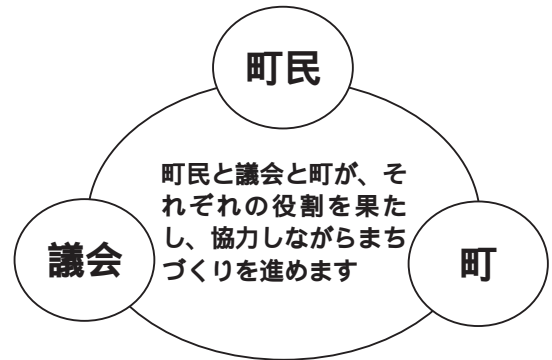 町民
町民と議会と町が、そ
れぞれの役割を果た
し、協力しながらまち
づくりを進めます
議会
町